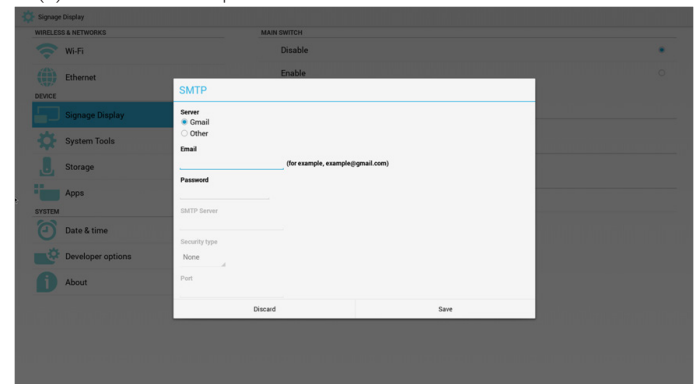 Signage Display
WIRELESS & NETWORKS
MAIN SWITCH
Wi-Fi
Disable
Ethernet
Enable
DEVICE
Signage Display
System Tools
Storage
Apps
SYSTEM
Date & time
Developer options
About
SMTP
Server
Gmail
Other
Email
(for example, example@gmail.com)
Password
SMTP Server
Security type
None
Port
Discard
Save